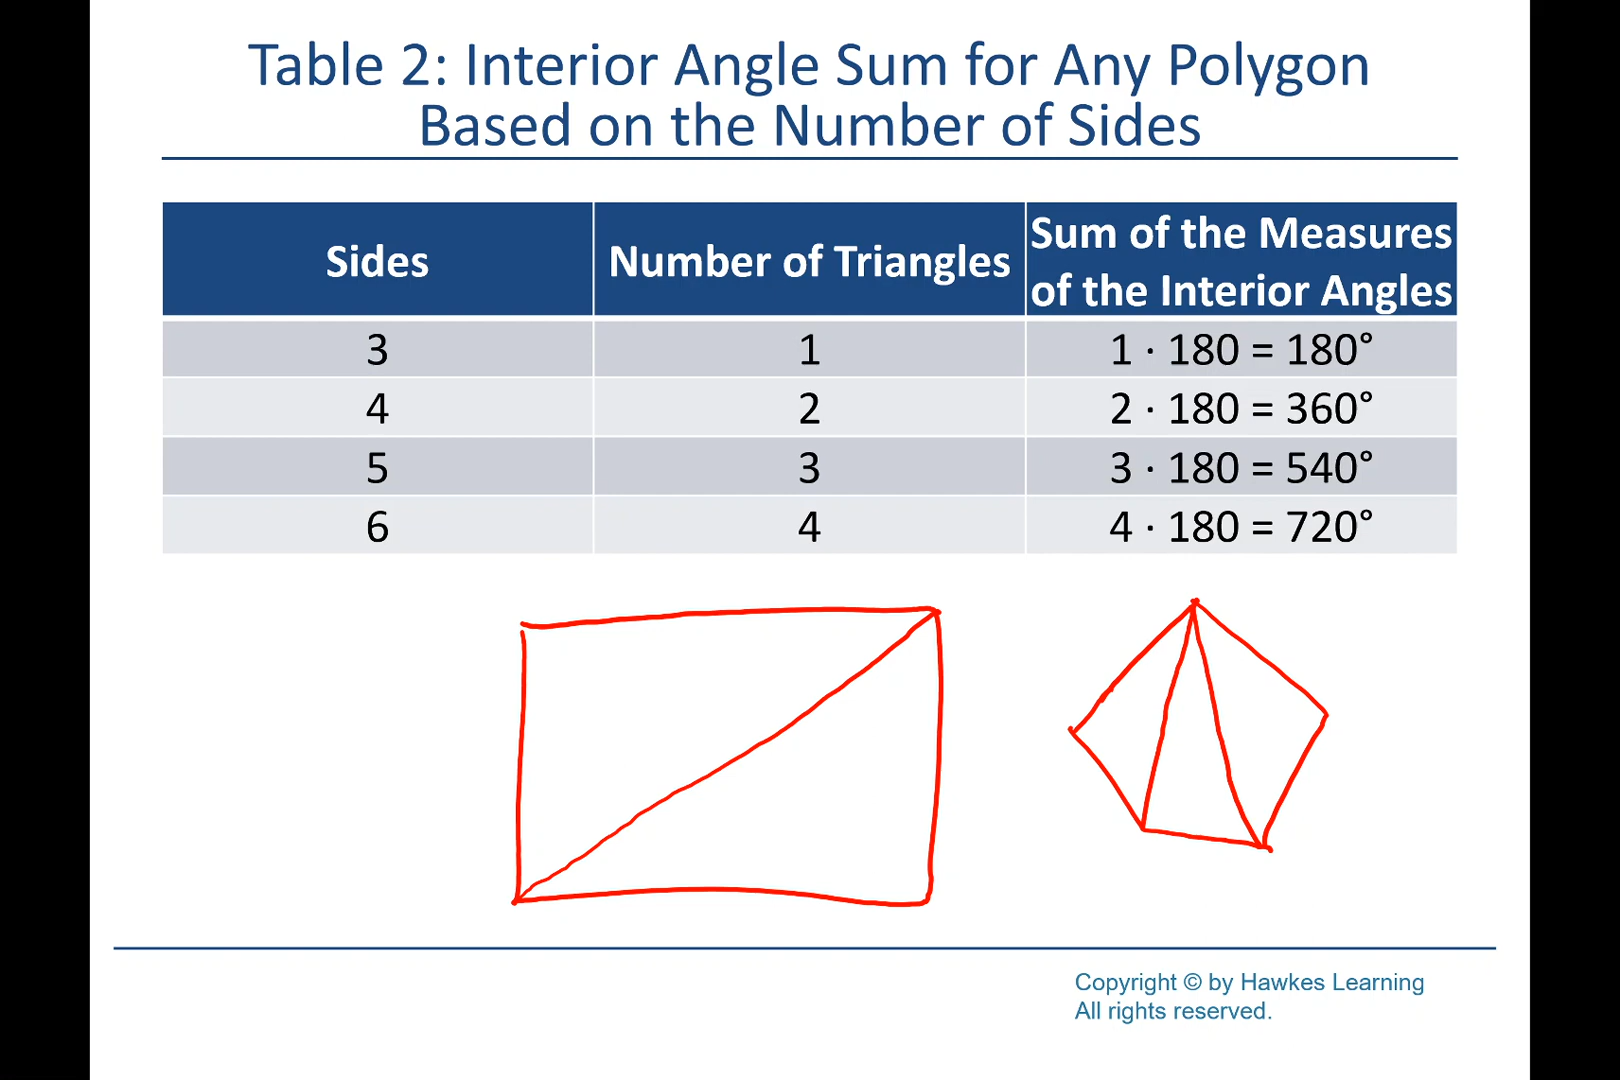 Table 2: Interior Angle Sum for Any Polygon
Based on the Number of Sides
Sides
Number of Triangles
Sum of the Measures
of the Interior Angles
3 1 1 · 180 = 180°
4 2 2 · 180 = 360°
5 3 3 · 180 = 540°
6 4 4 · 180 = 720°
Copyright © by Hawkes Learning
All rights reserved.